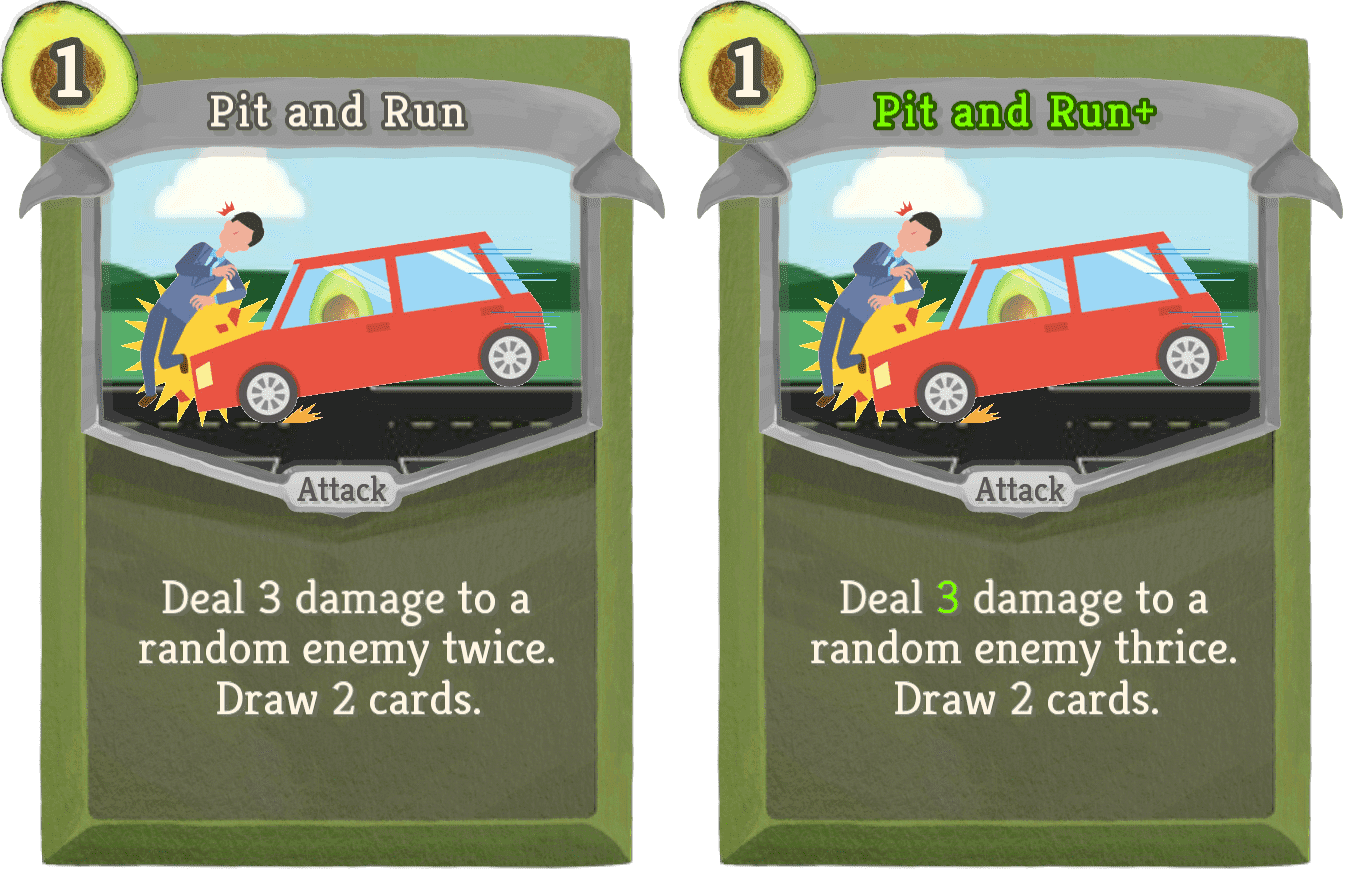 1
Pit and Run
Attack
Deal 3 damage to a
random enemy twice.
Draw 2 cards.
1
Pit and Run+
Attack
Deal 3 damage to a
random enemy thrice.
Draw 2 cards.